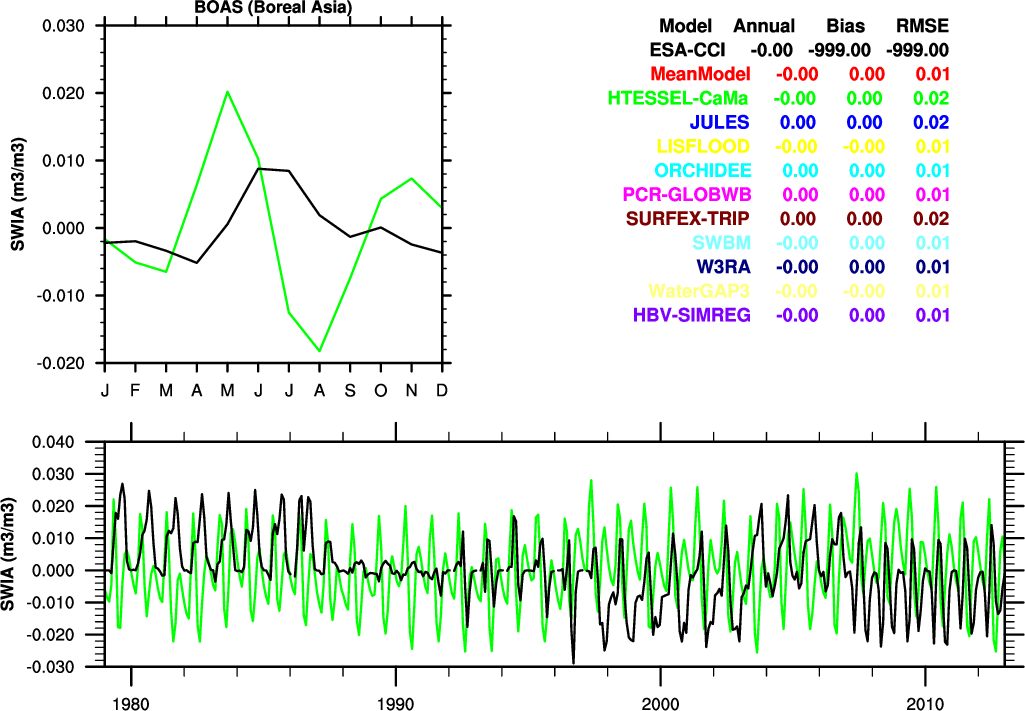 BOAS (Boreal Asia)
SWIA (m3/m3)
0.030
0.020
0.010
0.000
-0.010
-0.020
J F M A M J J A S O N D
Model Annual Bias RMSE
ESA-CCI -0.00 -999.00 -999.00
MeanModel -0.00 0.00 0.01
HTESSEL-CaMa -0.00 0.00 0.02
JULES 0.00 0.00 0.02
LISFLOOD -0.00 -0.00 0.01
ORCHIDEE 0.00 0.00 0.01
PCR-GLOBWB 0.00 0.00 0.01
SURFEX-TRIP 0.00 0.00 0.02
SWBM -0.00 0.00 0.01
W3RA -0.00 0.00 0.01
WaterGAP3 -0.00 -0.00 0.01
HBV-SIMREG -0.00 0.00 0.01
SWIA (m3/m3)
0.040
0.030
0.020
0.010
0.000
-0.010
-0.020
-0.030
1980 1990 2000 2010